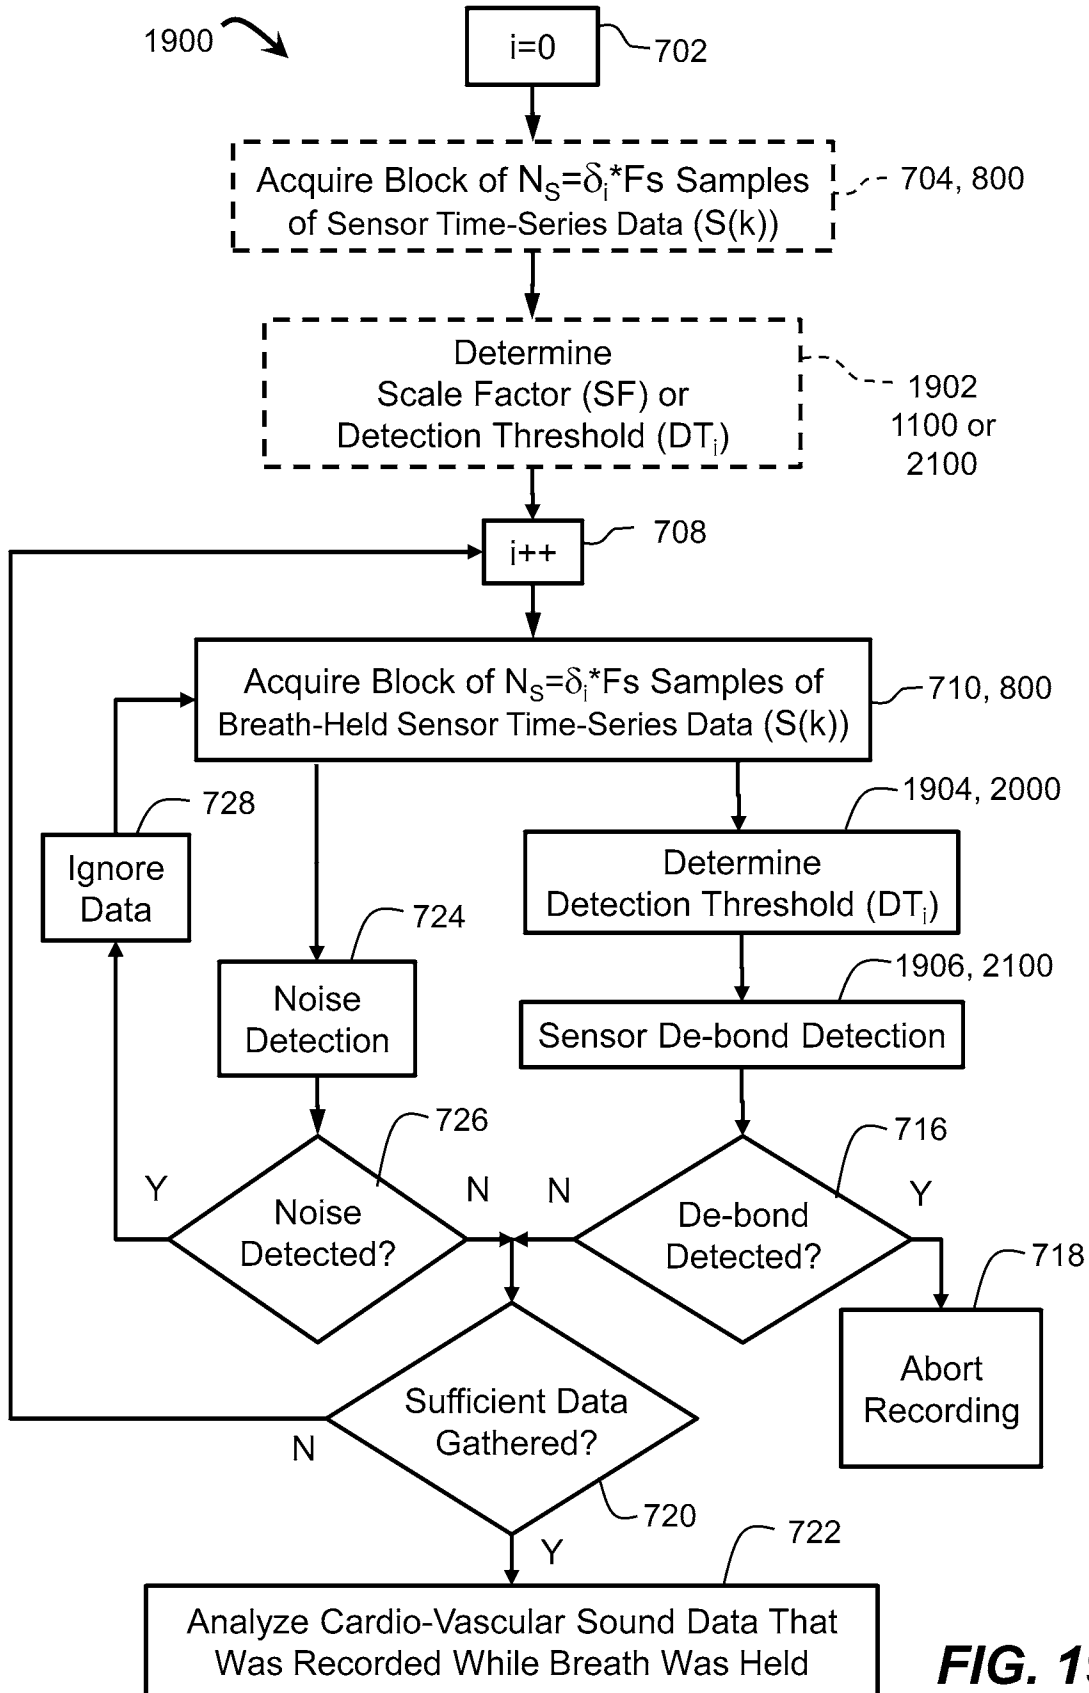 1900
i=0
702
Acquire Block of N_S=δ_i*Fs Samples
of Sensor Time-Series Data (S(k))
704, 800
Determine
Scale Factor (SF) or
Detection Threshold (DT_i)
1902
1100 or
2100
i++
708
Acquire Block of N_S=δ_i*Fs Samples of
Breath-Held Sensor Time-Series Data (S(k))
710, 800
728
Ignore
Data
1904, 2000
Determine
Detection Threshold (DT_i)
724
Noise
Detection
1906, 2100
Sensor De-bond Detection
726
Noise
Detected?
Y
N
716
De-bond
Detected?
N
Y
718
Abort
Recording
Sufficient Data
Gathered?
N
720
Y
722
Analyze Cardio-Vascular Sound Data That
Was Recorded While Breath Was Held
FIG. 1